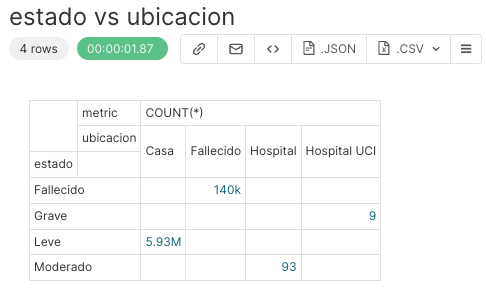 estado vs ubicacion
4 rows 00:00:01.87 .JSON .CSV
metric COUNT(*)
ubicacion Casa Fallecido Hospital Hospital UCI
estado
Fallecido 140k
Grave 9
Leve 5.93M
Moderado 93